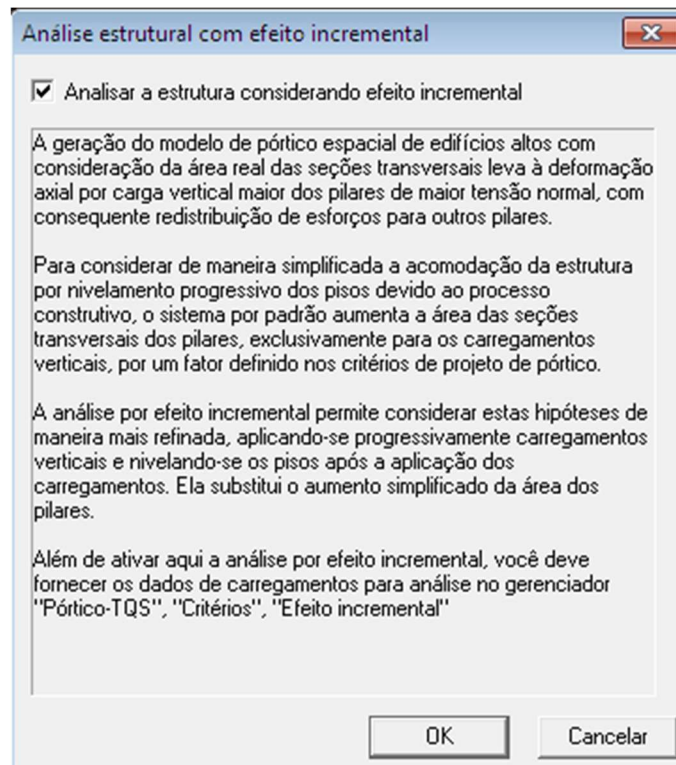 Análise estrutural com efeito incremental
Analisar a estrutura considerando efeito incremental
A geração do modelo de pórtico espacial de edifícios altos com
consideração da área real das seções transversais leva à deformação
axial por carga vertical maior dos pilares de maior tensão normal, com
consequente redistribuição de esforços para outros pilares.
Para considerar de maneira simplificada a acomodação da estrutura
por nivelamento progressivo dos pisos devido ao processo
construtivo, o sistema por padrão aumenta a área das seções
transversais dos pilares, exclusivamente para os carregamentos
verticais, por um fator definido nos critérios de projeto de pórtico.
A análise por efeito incremental permite considerar estas hipóteses de
maneira mais refinada, aplicando-se progressivamente carregamentos
verticais e nivelando-se os pisos após a aplicação dos
carregamentos. Ela substitui o aumento simplificado da área dos
pilares.
Além de ativar aqui a análise por efeito incremental, você deve
fornecer os dados de carregamentos para análise no gerenciador
"Pórtico-TQS", "Critérios", "Efeito incremental"
OK
Cancelar